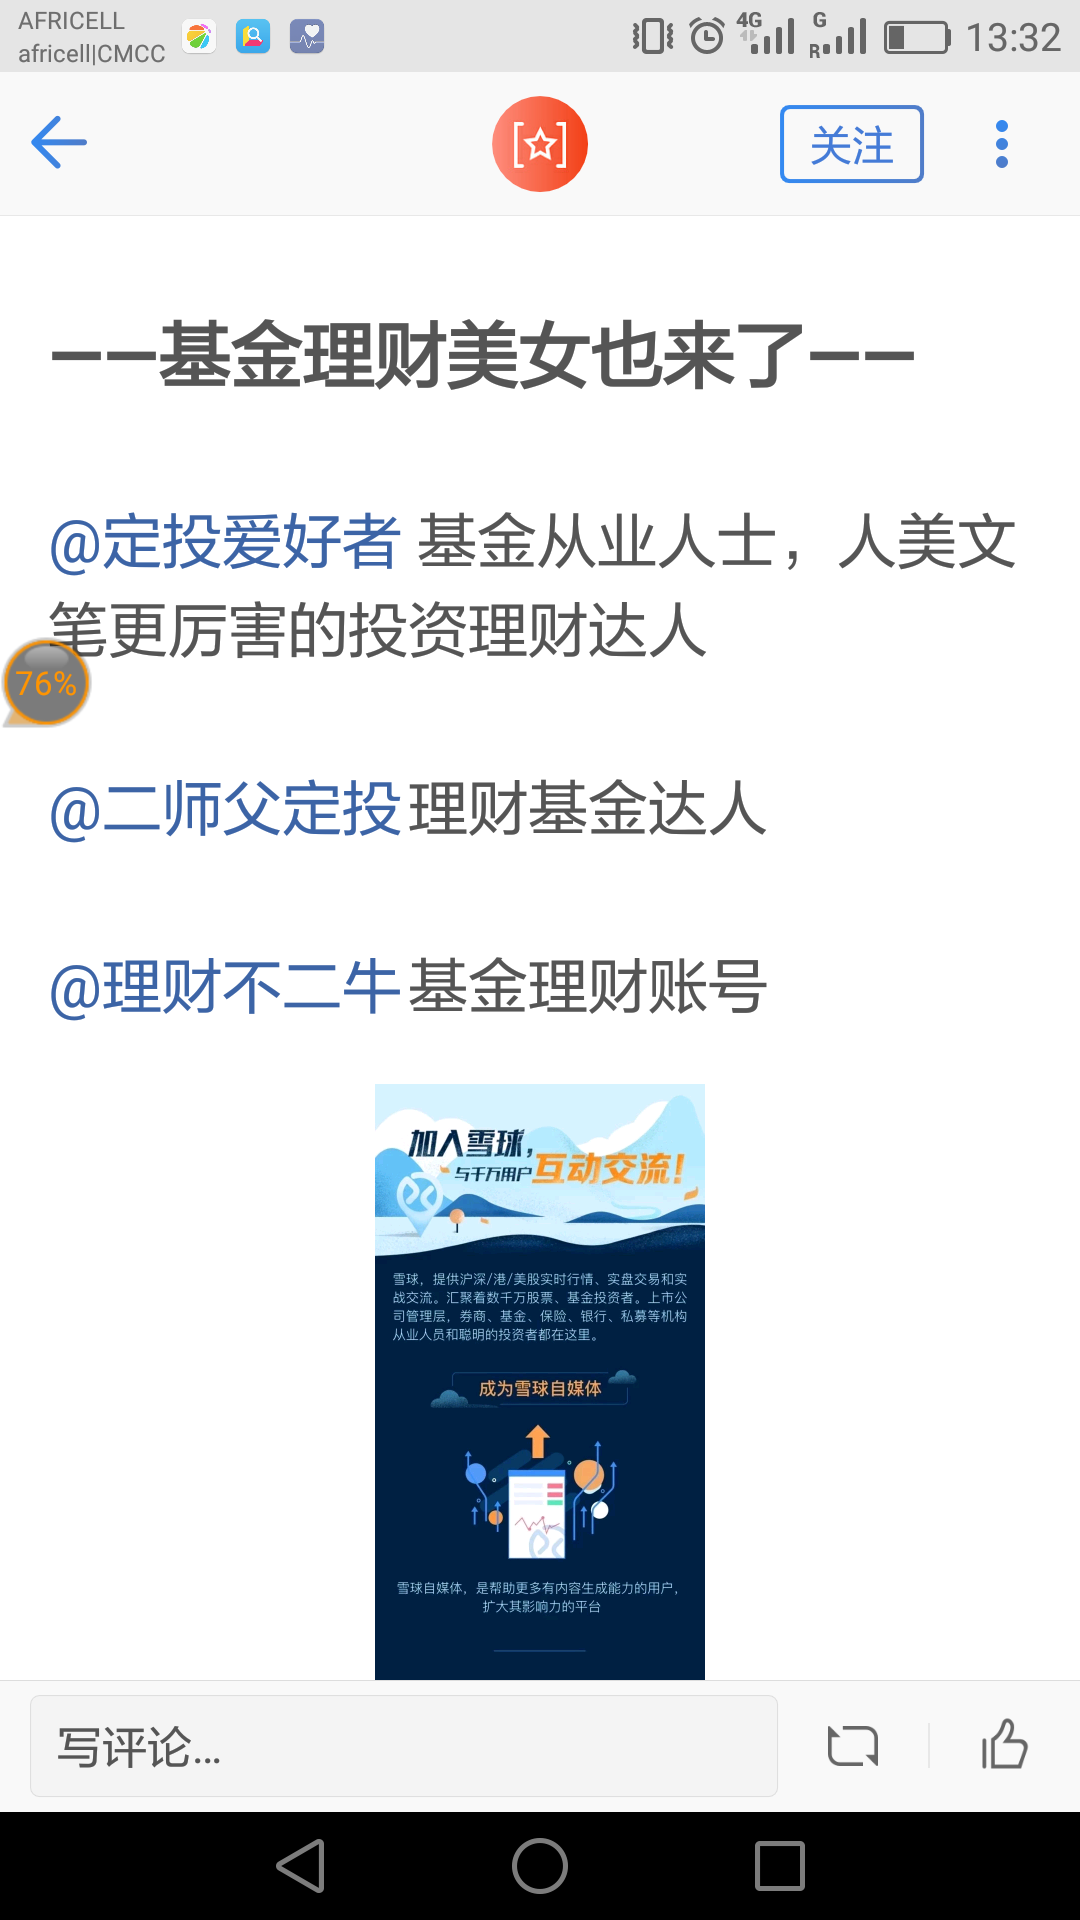 AFRICELL
africell|CMCC
4G
G
R
13:32
关注
——基金理财美女也来了——
@定投爱好者 基金从业人士，人美文
笔更厉害的投资理财达人
76%
@二师父定投理财基金达人
@理财不二牛基金理财账号
加入雪球，
与千万用户互动交流！
雪球，提供沪深/港/美股实时行情、实盘交易和实
战交流。汇聚着数千万股票、基金投资者。上市公
司管理层，券商、基金、保险、银行、私募等机构
从业人员和聪明的投资者都在这里。
成为雪球自媒体
雪球自媒体，是帮助更多有内容生成能力的用户，
扩大其影响力的平台
写评论...